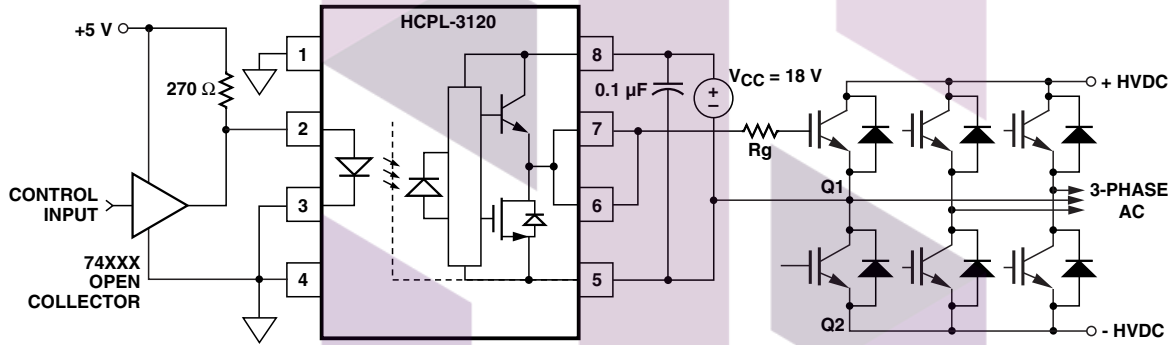 HCPL-3120
+5 V
270 Ω
1
2
3
4
8
7
6
5
0.1 µF
VCC = 18 V
+
–
Rg
+ HVDC
Q1
3-PHASE
AC
CONTROL
INPUT
74XXX
OPEN
COLLECTOR
Q2
- HVDC